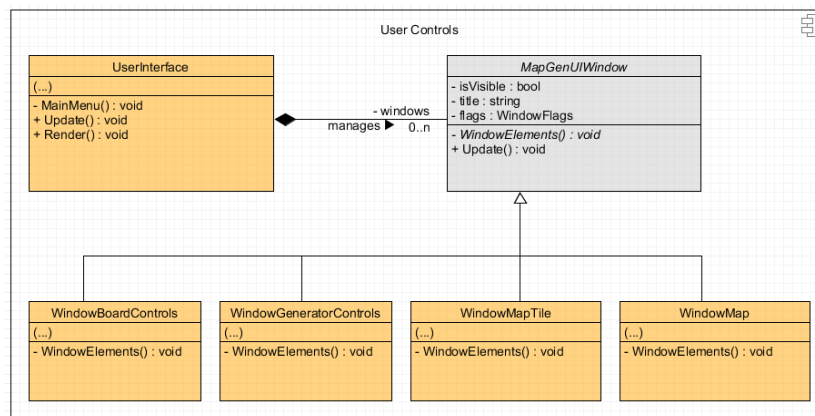 User Controls
UserInterface
(...)
- MainMenu() : void
+ Update() : void
+ Render() : void
- windows
manages
0..n
MapGenUIWindow
- isVisible : bool
- title : string
- flags : WindowFlags
- WindowElements() : void
+ Update() : void
WindowBoardControls
(...)
- WindowElements() : void
WindowGeneratorControls
(...)
- WindowElements() : void
WindowMapTile
(...)
- WindowElements() : void
WindowMap
(...)
- WindowElements() : void